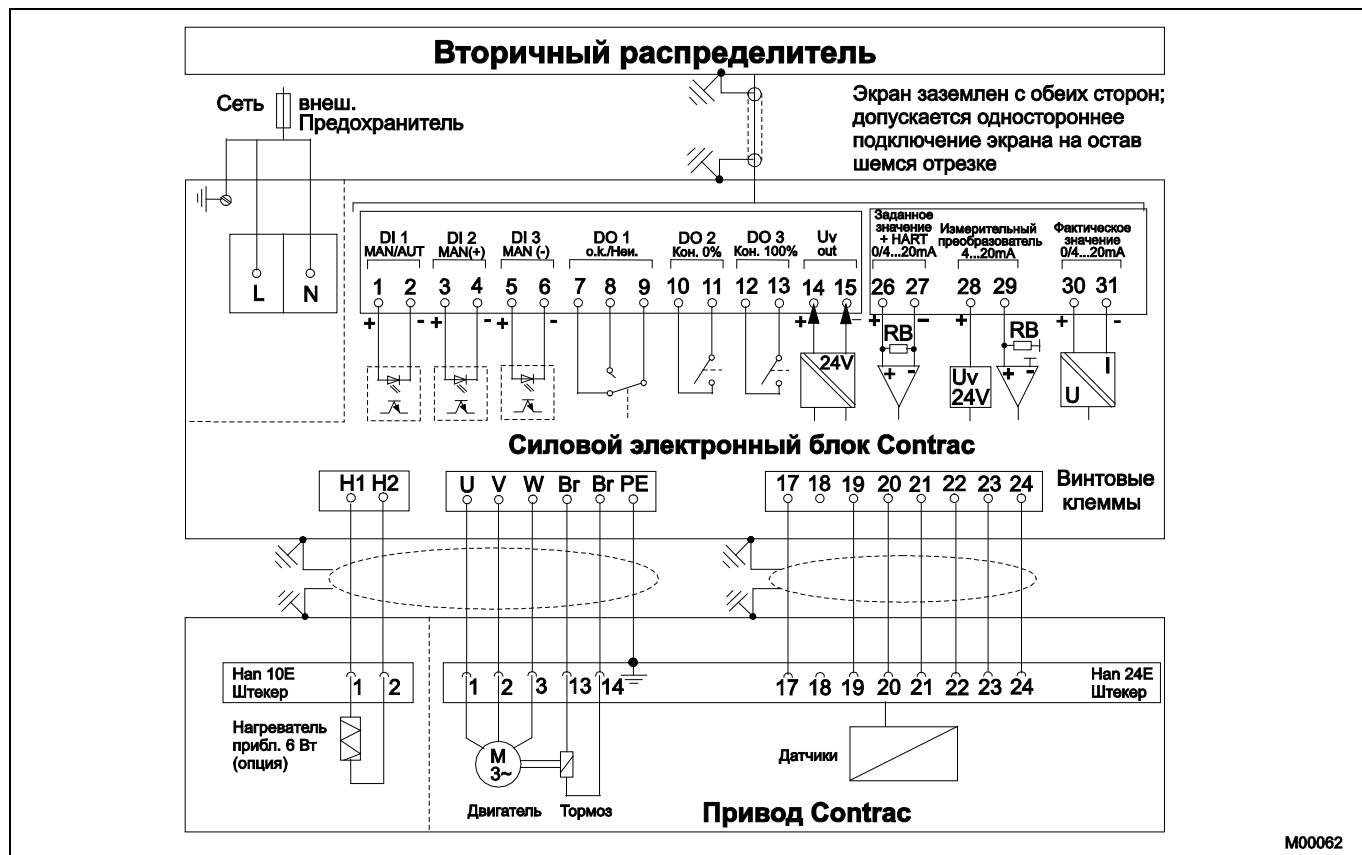 Вторичный распределитель
Сеть
внеш.
Предохранитель
Экран заземлен с обеих сторон;
допускается одностороннее
подключение экрана на остав
шемся отрезке
L N
DI 1
MAN/AUT
DI 2
MAN(+)
DI 3
MAN (-)
DO 1
o.k./Неи.
DO 2
Кон. 0%
DO 3
Кон. 100%
Uv
out
Заданное
значение
+ HART
0/4...20mA
Измерительный
преобразователь
4...20mA
Фактическое
значение
0/4...20mA
1 2 3 4 5 6 7 8 9 10 11 12 13 14 15 26 27 28 29 30 31
+ - + - + - + - + - + + -
24V
RB
+ -
Uv
24V
RB
+ -
I
U
Силовой электронный блок Contrac
H1 H2
U V W Br Br PE
17 18 19 20 21 22 23 24
Винтовые
клеммы
Han 10E
Штекер
1 2
1 2 3 13 14
17 18 19 20 21 22 23 24
Han 24E
Штекер
Нагреватель
прибл. 6 Вт
(опция)
M
3~
Датчики
Двигатель Тормоз
Привод Contrac
M00062